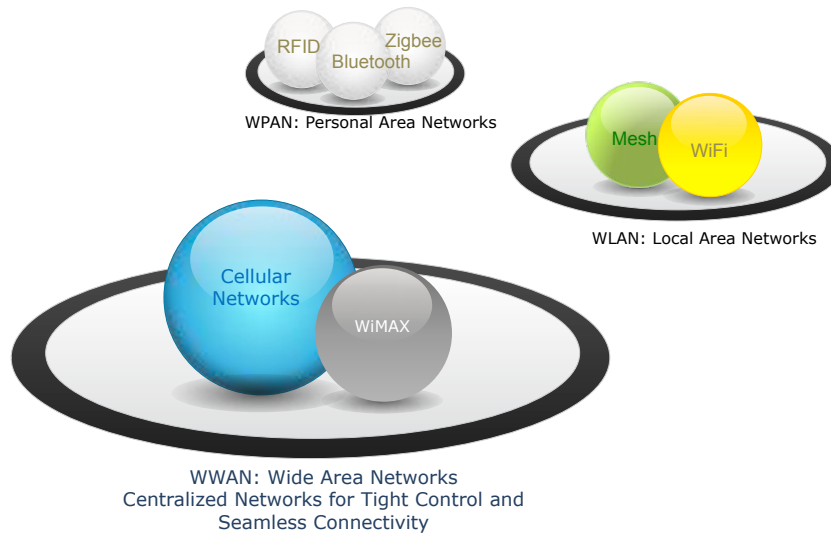 RFID
Zigbee
Bluetooth
WPAN: Personal Area Networks
Mesh
WiFi
WLAN: Local Area Networks
Cellular
Networks
WiMAX
WWAN: Wide Area Networks
Centralized Networks for Tight Control and
Seamless Connectivity